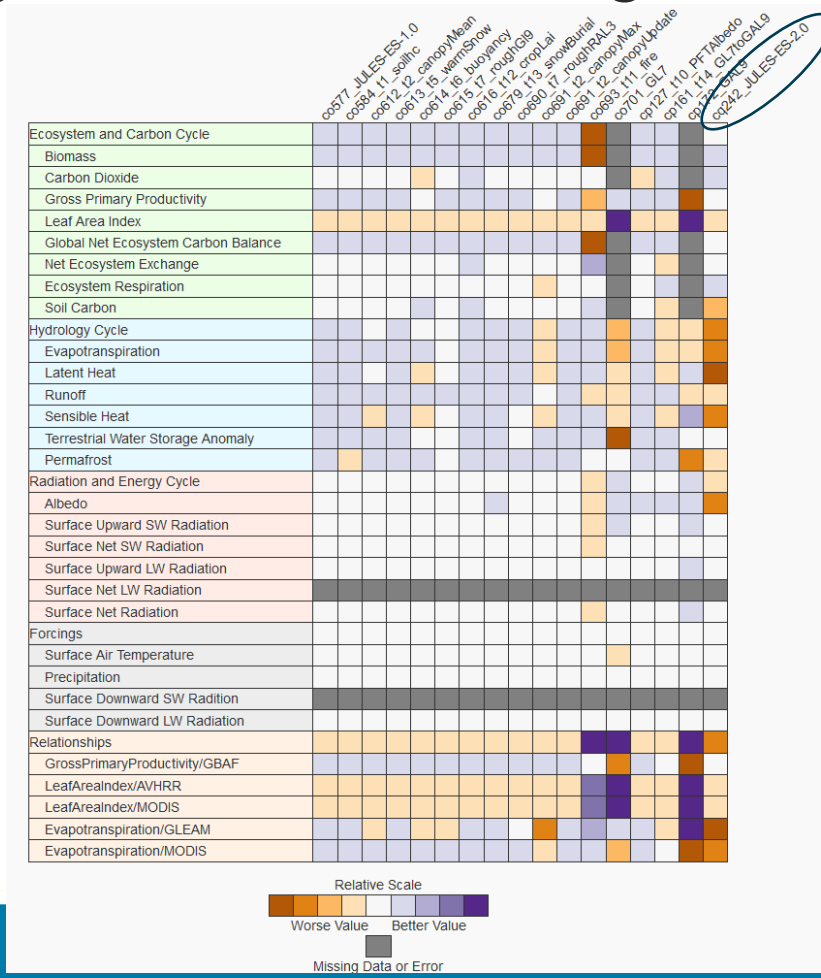 co577_JULES-ES-1.0
co584_t1_soilhc
co612_t2_canopyMean
co613_t5_warmSnow
co614_t6_buoyancy
co615_t7_roughGl9
co616_t12_cropLai
co679_t13_snowBurial
co690_t7_roughRAL3
co691_t2_canopyMax
co691_t2_canopyUpdate
co693_t11_fire
co701_GL7
cp127_t10_PFTAlbedo
cp161_t14_GL7toGAL9
cp172_GAL9
cq242_JULES-ES-2.0
Ecosystem and Carbon Cycle
Biomass
Carbon Dioxide
Gross Primary Productivity
Leaf Area Index
Global Net Ecosystem Carbon Balance
Net Ecosystem Exchange
Ecosystem Respiration
Soil Carbon
Hydrology Cycle
Evapotranspiration
Latent Heat
Runoff
Sensible Heat
Terrestrial Water Storage Anomaly
Permafrost
Radiation and Energy Cycle
Albedo
Surface Upward SW Radiation
Surface Net SW Radiation
Surface Upward LW Radiation
Surface Net LW Radiation
Surface Net Radiation
Forcings
Surface Air Temperature
Precipitation
Surface Downward SW Radition
Surface Downward LW Radiation
Relationships
GrossPrimaryProductivity/GBAF
LeafAreaIndex/AVHRR
LeafAreaIndex/MODIS
Evapotranspiration/GLEAM
Evapotranspiration/MODIS
Relative Scale
Worse Value Better Value
Missing Data or Error